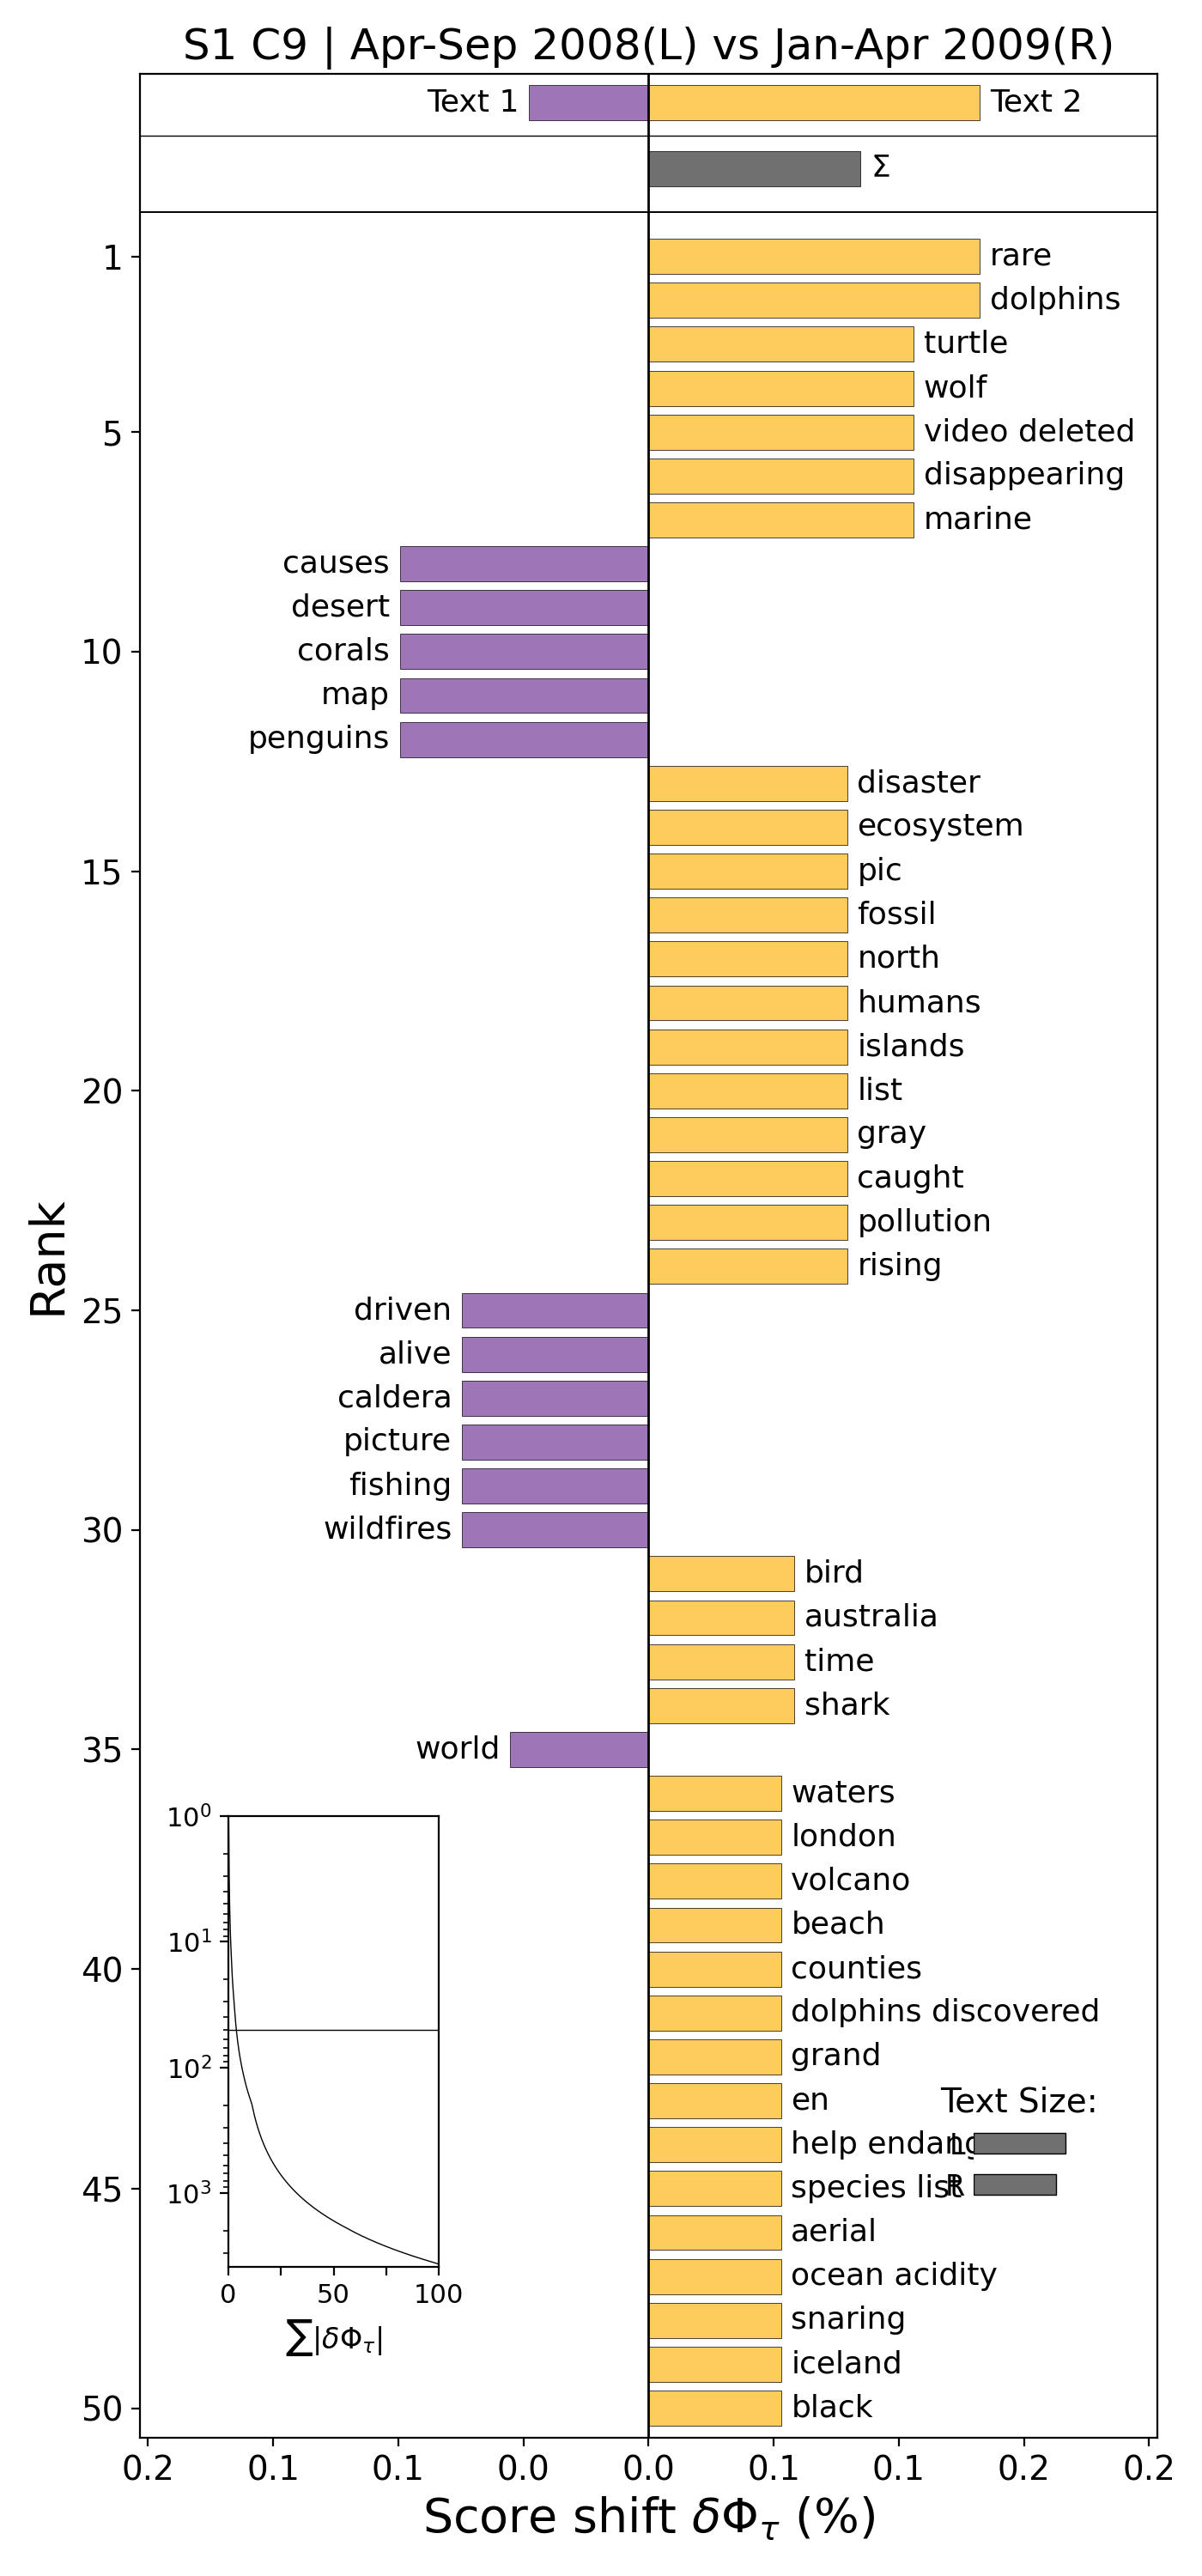 S1 C9 | Apr-Sep 2008(L) vs Jan-Apr 2009(R)
Text 1 Text 2
Σ
1 rare
dolphins
turtle
wolf
5 video deleted
disappearing
marine
causes
desert
10 corals
map
penguins
disaster
ecosystem
15 pic
fossil
north
humans
islands
20 list
gray
caught
pollution
rising
25 driven
alive
caldera
picture
fishing
30 wildfires
bird
australia
time
shark
35 world
waters
london
volcano
beach
40 counties
dolphins discovered
grand
en
help
45 species list
aerial
ocean acidity
snaring
iceland
50 black
Rank
10⁰
10¹
10²
10³
0 50 100
∑|δΦτ|
Text Size:
L
R
0.2 0.1 0.1 0.0 0.0 0.1 0.1 0.2 0.2
Score shift δΦτ (%)